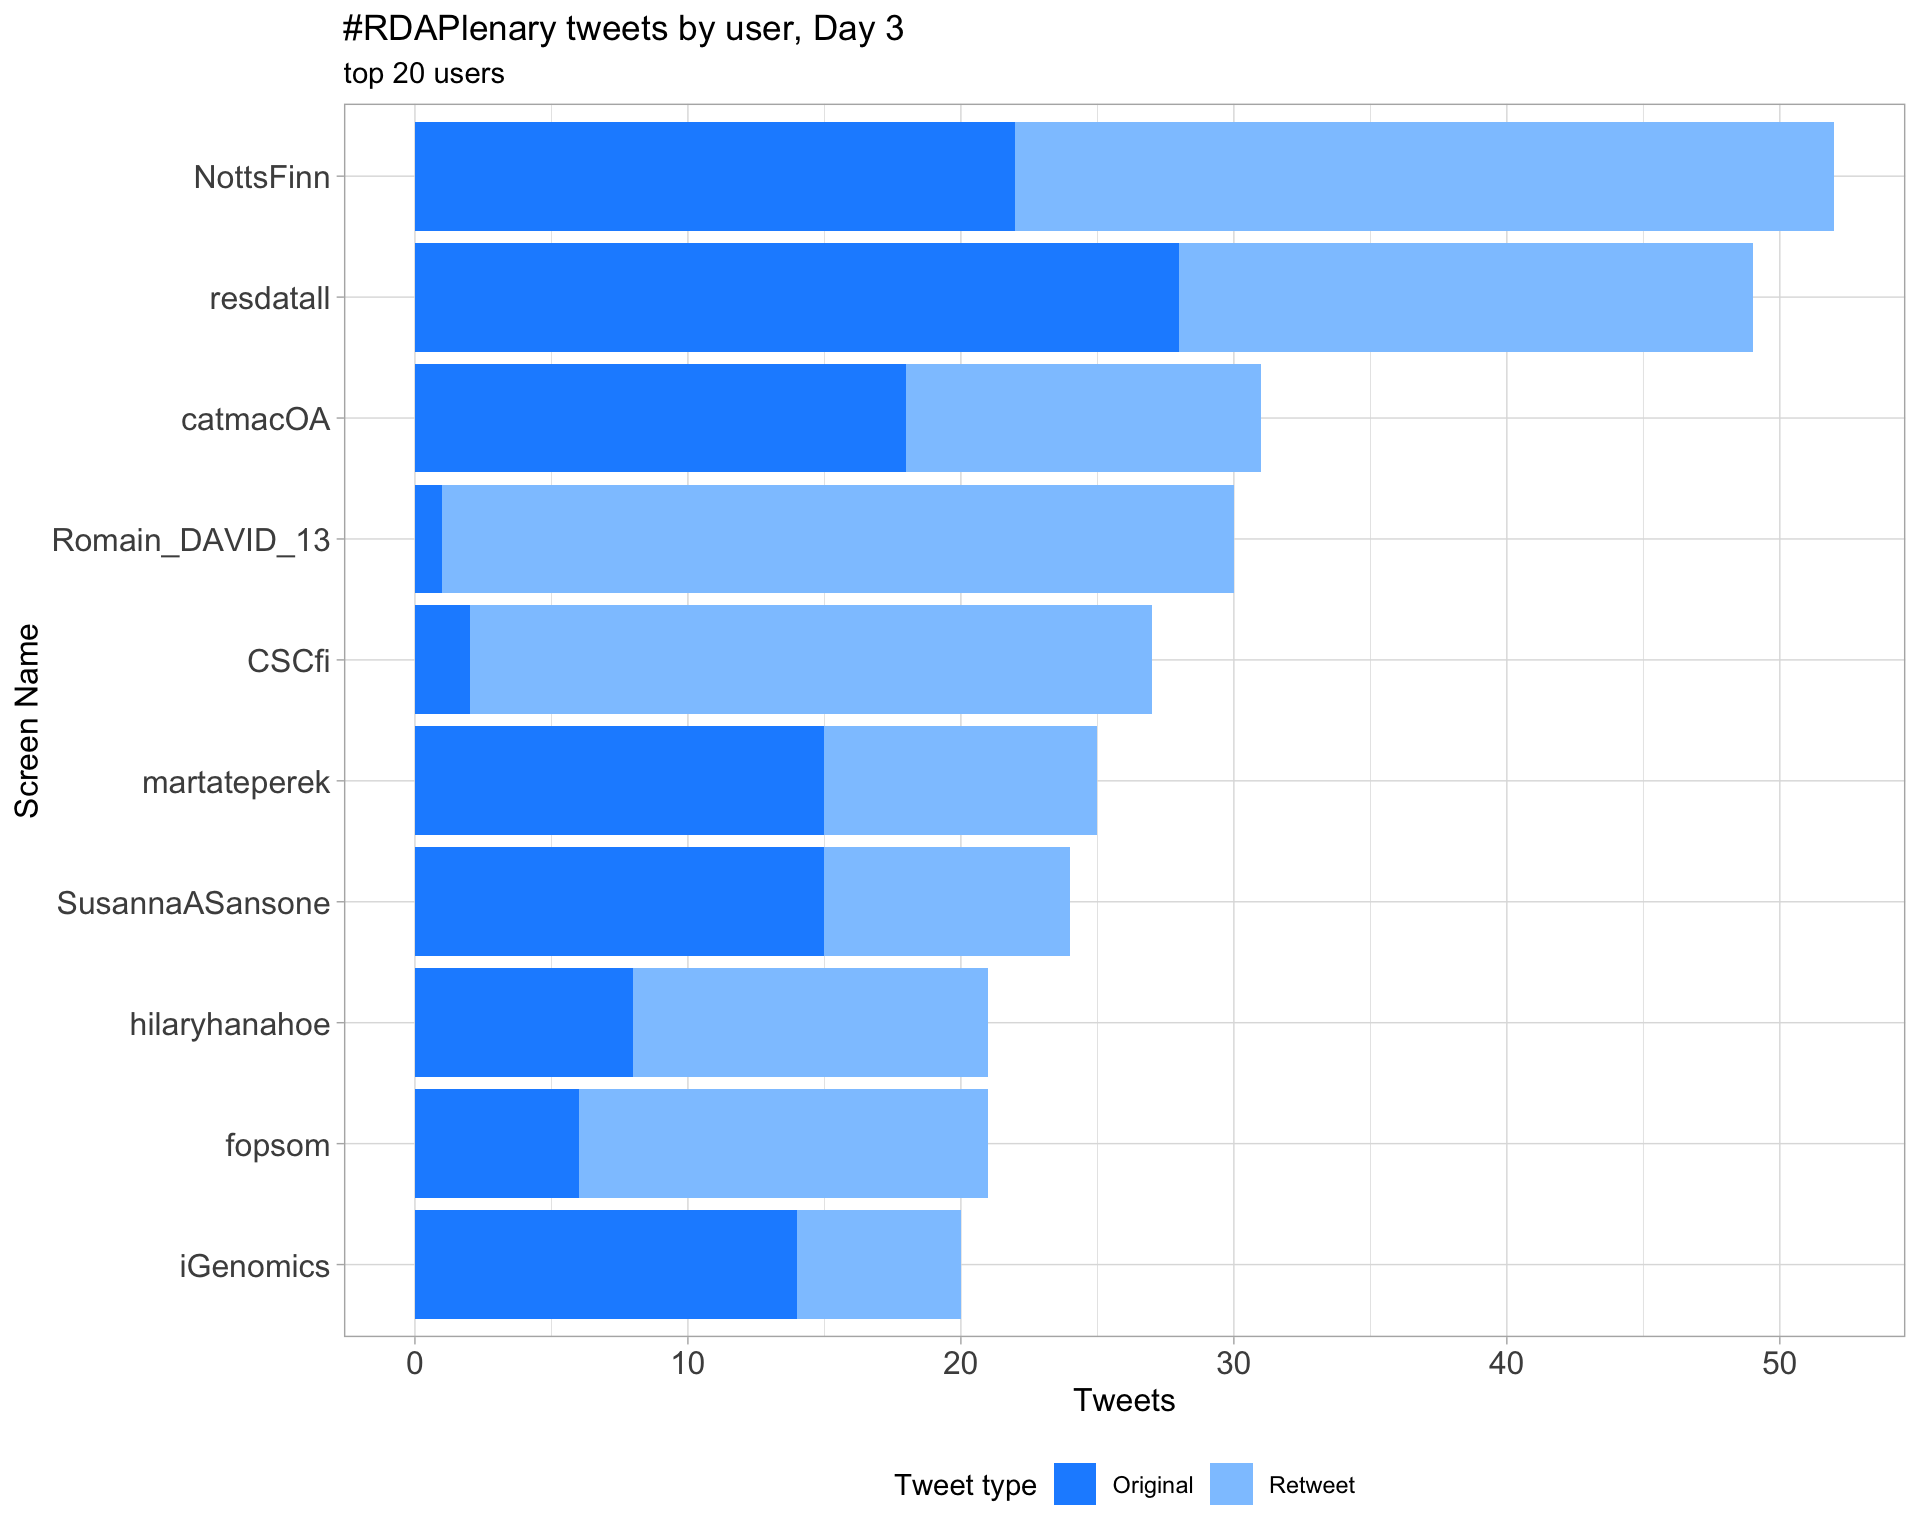 #RDAPlenary tweets by user, Day 3
top 20 users
Screen Name
NottsFinn
resdatall
catmacOA
Romain_DAVID_13
CSCfi
martateperek
SusannaASansone
hilaryhanahoe
fopsom
iGenomics
0 10 20 30 40 50
Tweets
Tweet type Original Retweet